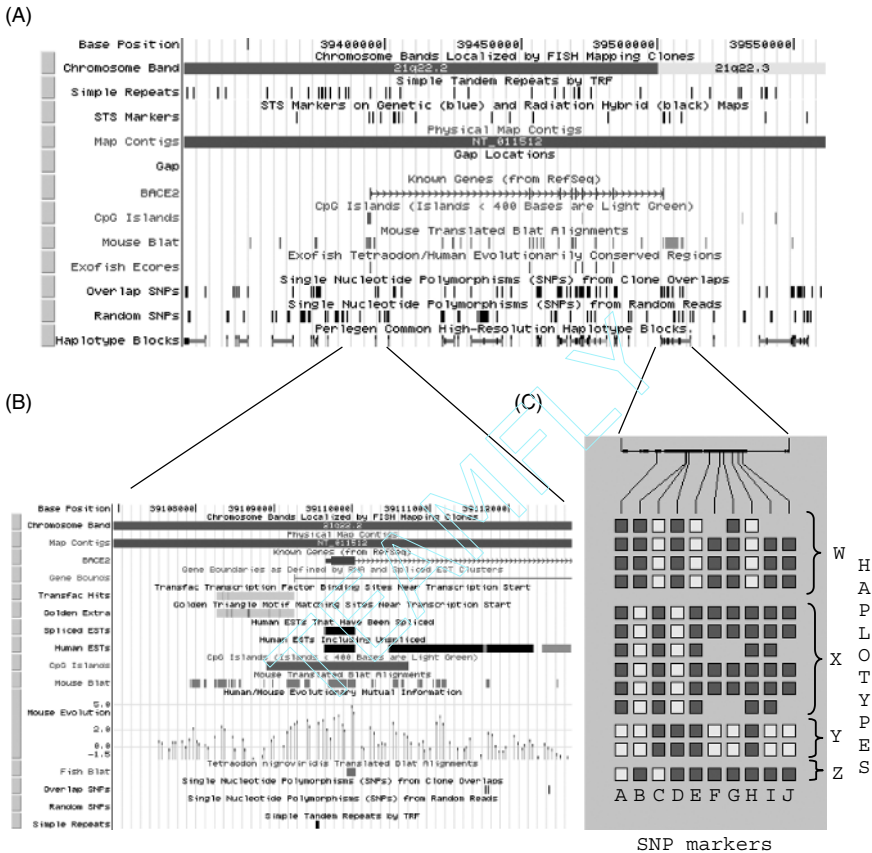 (A)
Base Position 39400000 39450000 39500000 39550000
Chromosome Bands Localized by FISH Mapping Clones
Chromosome Band 21q22.2 21q22.3
Simple Tandem Repeats by TRF
Simple Repeats
STS Markers on Genetic (blue) and Radiation Hybrid (black) Maps
STS Markers
Physical Map Contigs
Map Contigs NT_011512
Gap Locations
Gap
Known Genes (from RefSeq)
BACE2
CpG Islands (Islands < 400 Bases are Light Green)
CpG Islands
Mouse Translated Blat Alignments
Mouse Blat
Exofish Tetraodon/Human Evolutionarily Conserved Regions
Exofish Ecores
Single Nucleotide Polymorphisms (SNPs) from Clone Overlaps
Overlap SNPs
Single Nucleotide Polymorphisms (SNPs) from Random Reads
Random SNPs
Perlegen Common High-Resolution Haplotype Blocks.
Haplotype Blocks
(B)
Base Position 39108000 39109000 39110000 39111000 39112000
Chromosome Bands Localized by FISH Mapping Clones
Chromosome Band 21q22.2
Physical Map Contigs
Map Contigs NT_011512
Known Genes (from RefSeq)
BACE2
Gene Boundaries as Defined by RNA and Spliced EST Clusters
Gene Bounds
Transfac Transcription Factor Binding Sites Near Transcription Start
Transfac Hits
Golden Triangle Motif Matching Sites Near Transcription Start
Golden Extra
Human ESTs That Have Been Spliced
Spliced ESTs
Human ESTs Including Unspliced
Human ESTs
CpG Islands (Islands < 400 Bases are Light Green)
CpG Islands
Mouse Translated Blat Alignments
Mouse Blat
Human/Mouse Evolutionary Mutual Information
5.0
Mouse Evolution
2.0
0.0
-1.5
Tetraodon nigroviridis Translated Blat Alignments
Fish Blat
Single Nucleotide Polymorphisms (SNPs) from Clone Overlaps
Overlap SNPs
Single Nucleotide Polymorphisms (SNPs) from Random Reads
Random SNPs
Simple Tandem Repeats by TRF
Simple Repeats
(C)
W
X
Y
Z
HAPLOTYPES
A B C D E F G H I J
SNP markers
TEAMFLY